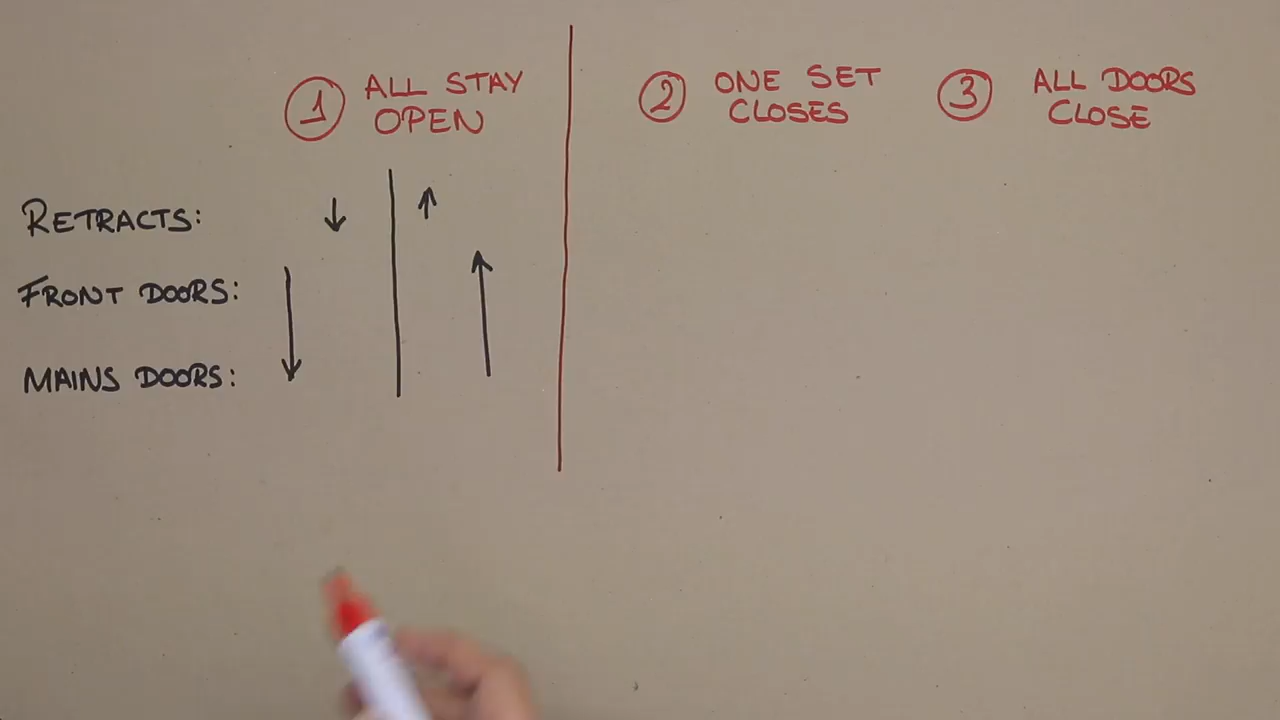 1 ALL STAY
OPEN
2 ONE SET
CLOSES
3 ALL DOORS
CLOSE
RETRACTS:
FRONT DOORS:
MAINS DOORS: